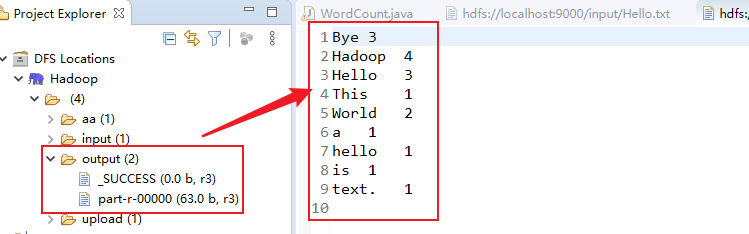 Project Explorer
DFS Locations
Hadoop
(4)
aa (1)
input (1)
output (2)
_SUCCESS (0.0 b, r3)
part-r-00000 (63.0 b, r3)
upload (1)
WordCount.java
hdfs://localhost:9000/input/Hello.txt
hdfs:
1 Bye 3
2 Hadoop 4
3 Hello 3
4 This 1
5 World 2
6 a 1
7 hello 1
8 is 1
9 text. 1
10